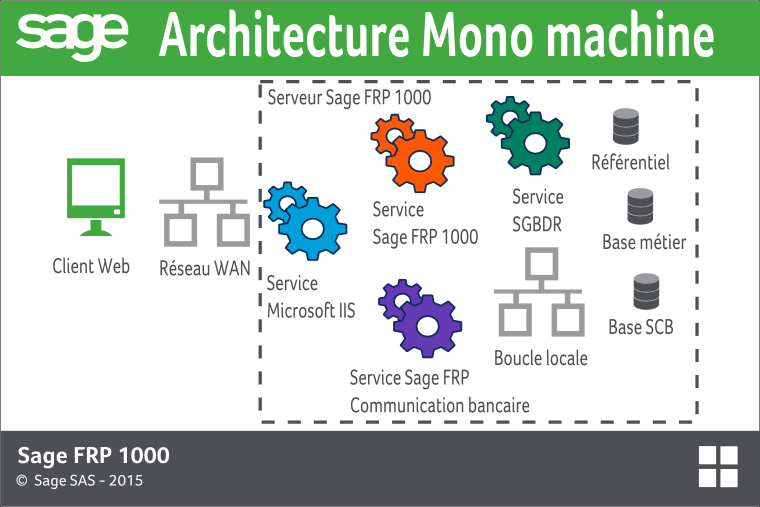 sage
Architecture Mono machine
Serveur Sage FRP 1000
Client Web
Réseau WAN
Service
Microsoft IIS
Service
Sage FRP 1000
Service
SGBDR
Référentiel
Base métier
Base SCB
Boucle locale
Service Sage FRP
Communication bancaire
Sage FRP 1000
© Sage SAS - 2015